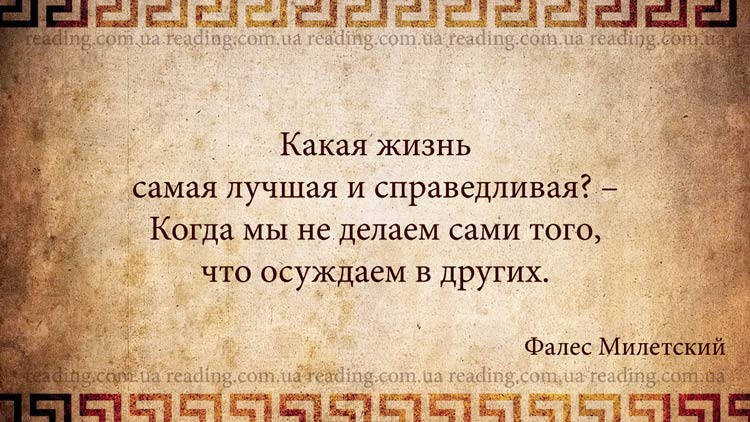 reading.com.ua reading.com.ua reading.com.ua reading.com.ua reading.com.ua
Какая жизнь
самая лучшая и справедливая? –
Когда мы не делаем сами того,
что осуждаем в других.
Фалес Милетский
reading.com.ua reading.com.ua reading.com.ua reading.com.ua reading.com.ua